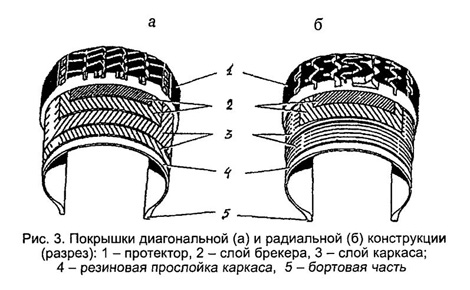 а б
1
2
3
4
5
Рис. 3. Покрышки диагональной (а) и радиальной (б) конструкции
(разрез): 1 – протектор, 2 – слой брекера, 3 – слой каркаса;
4 – резиновая прослойка каркаса, 5 – бортовая часть